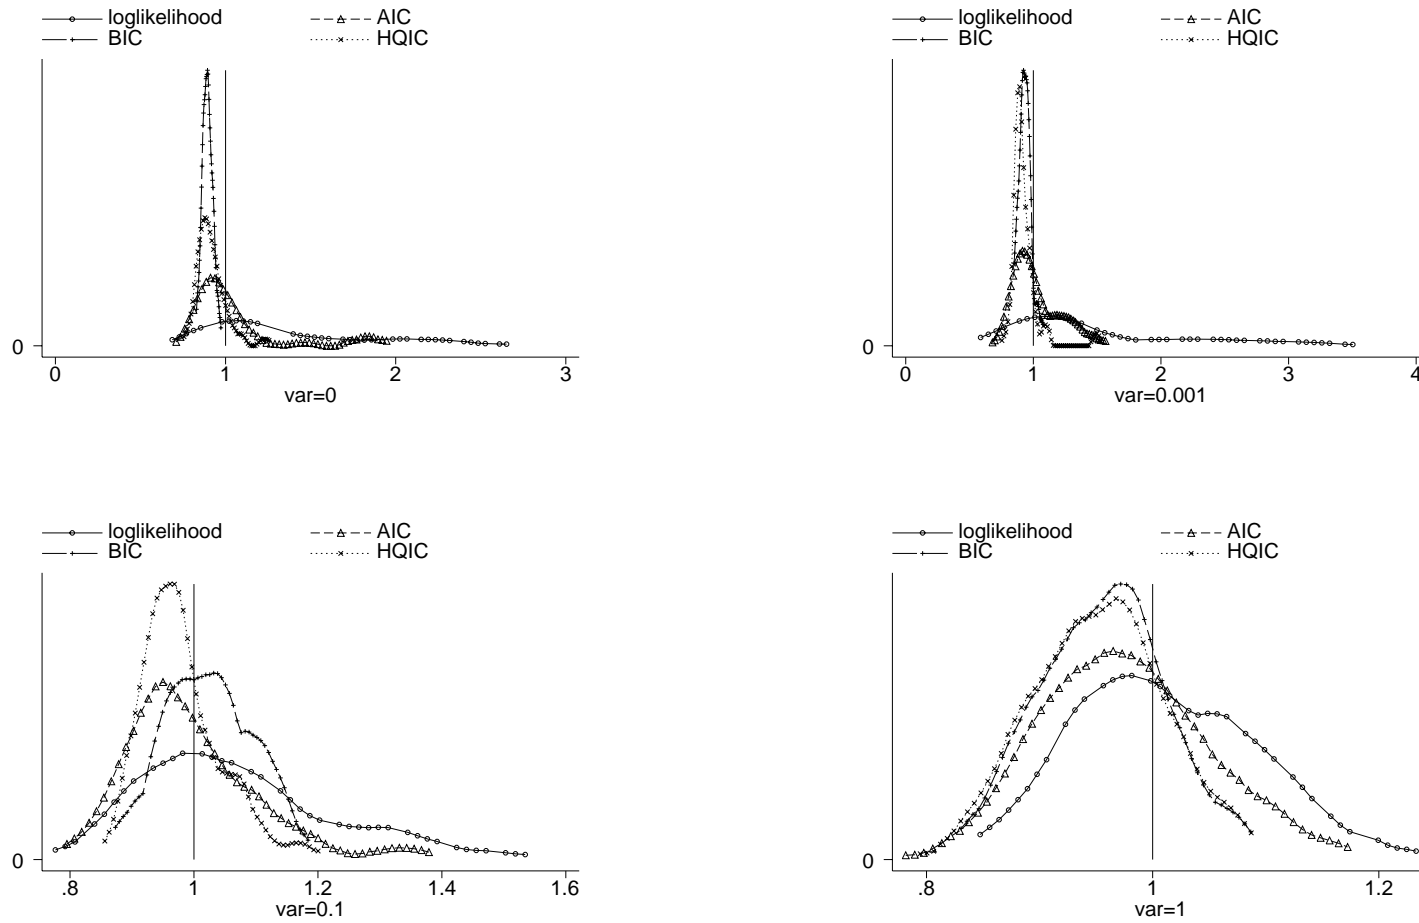 loglikelihood AIC
BIC HQIC
0
0 1 2 3
var=0
loglikelihood AIC
BIC HQIC
0
0 1 2 3 4
var=0.001
loglikelihood AIC
BIC HQIC
0
.8 1 1.2 1.4 1.6
var=0.1
loglikelihood AIC
BIC HQIC
0
.8 1 1.2
var=1